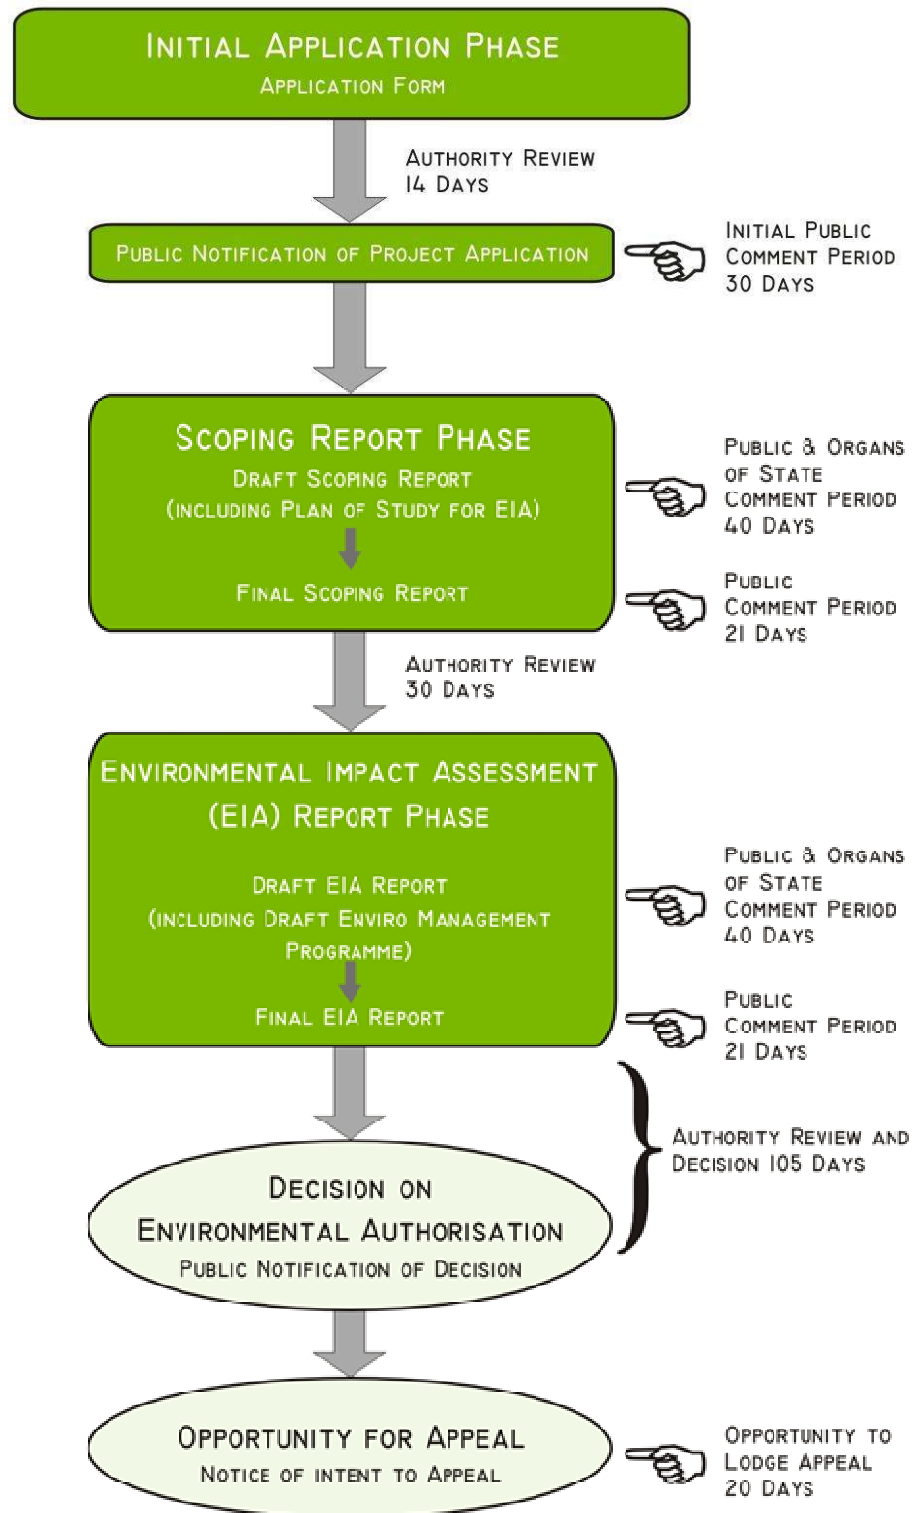 INITIAL APPLICATION PHASE
APPLICATION FORM
AUTHORITY REVIEW
14 DAYS
PUBLIC NOTIFICATION OF PROJECT APPLICATION
INITIAL PUBLIC
COMMENT PERIOD
30 DAYS
SCOPING REPORT PHASE
DRAFT SCOPING REPORT
(INCLUDING PLAN OF STUDY FOR EIA)
PUBLIC & ORGANS
OF STATE
COMMENT PERIOD
40 DAYS
FINAL SCOPING REPORT
PUBLIC
COMMENT PERIOD
21 DAYS
AUTHORITY REVIEW
30 DAYS
ENVIRONMENTAL IMPACT ASSESSMENT
(EIA) REPORT PHASE
DRAFT EIA REPORT
(INCLUDING DRAFT ENVIRO MANAGEMENT
PROGRAMME)
PUBLIC & ORGANS
OF STATE
COMMENT PERIOD
40 DAYS
FINAL EIA REPORT
PUBLIC
COMMENT PERIOD
21 DAYS
AUTHORITY REVIEW AND
DECISION 105 DAYS
DECISION ON
ENVIRONMENTAL AUTHORISATION
PUBLIC NOTIFICATION OF DECISION
OPPORTUNITY FOR APPEAL
NOTICE OF INTENT TO APPEAL
OPPORTUNITY TO
LODGE APPEAL
20 DAYS